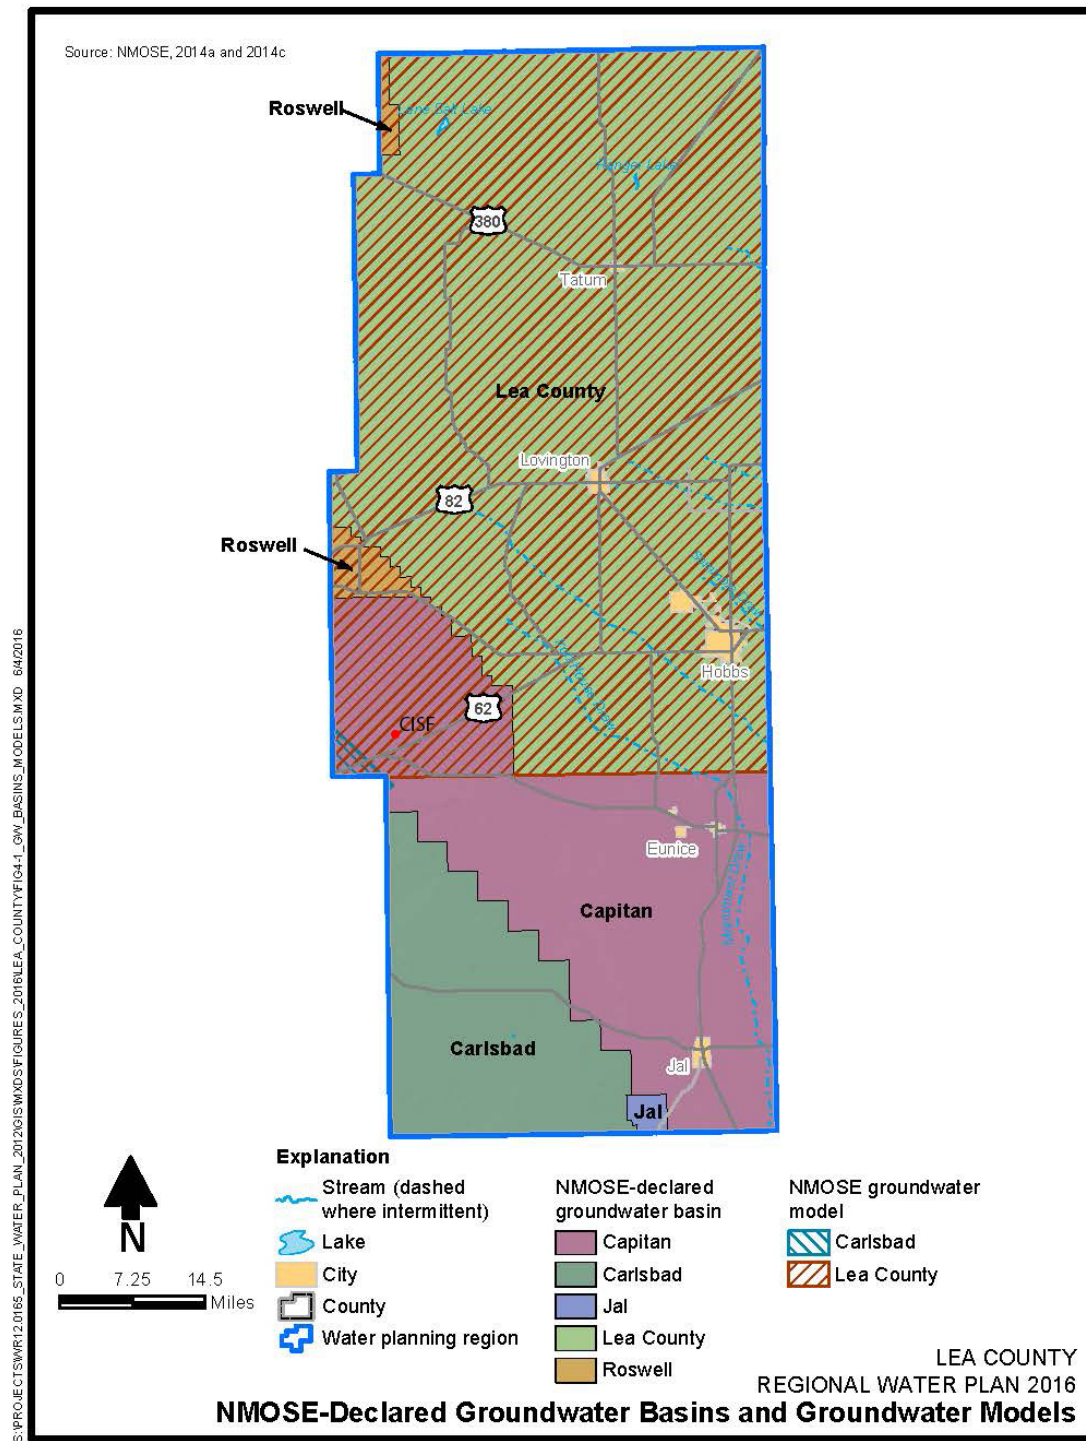 Source: NMOSE, 2014a and 2014c
Roswell
Lane Salt Lake
Ranger Lake
380
Tatum
Lea County
Lovington
82
Roswell
Hobbs
62
CISF
Eunice
Capitan
Monument Draw
Carlsbad
Jal
Jal
Explanation
Stream (dashed
where intermittent)
Lake
City
County
Water planning region
NMOSE-declared
groundwater basin
Capitan
Carlsbad
Jal
Lea County
Roswell
NMOSE groundwater
model
Carlsbad
Lea County
N
0 7.25 14.5
Miles
LEA COUNTY
REGIONAL WATER PLAN 2016
NMOSE-Declared Groundwater Basins and Groundwater Models
S:\PROJECTS\WR12.0165_STATE_WATER_PLAN_2012\GIS\MXDS\FIGURES_2016\LEA_COUNTY\FIG4-1_GW_BASINS_MODELS.MXD 6/4/2016